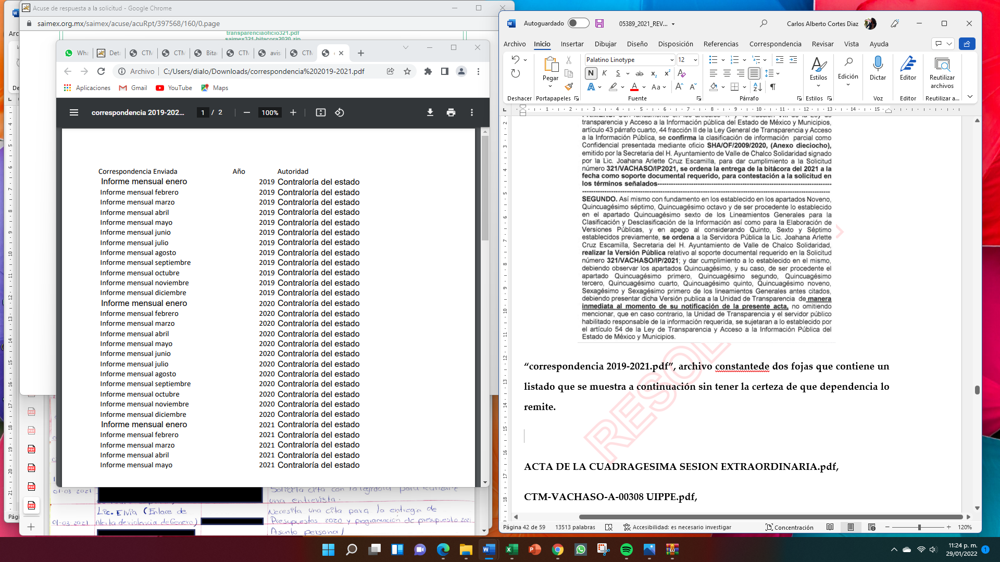 Acuse de respuesta a la solicitud - Google Chrome
saimex.org.mx/saimex/acuse/acuRpt/397568/160/0.page
transparenciaoficio321.pdf
saimex321-bitacora2020.zip
Wha
Deta
CTM
CTM
Bita
CTM
avis
CTM
Archivo
C:/Users/dialo/Downloads/correspondencia%202019-2021.pdf
Aplicaciones
Gmail
YouTube
Maps
correspondencia 2019-202...
1 / 2
100%
Correspondencia Enviada Año Autoridad
Informe mensual enero 2019 Contraloría del estado
Informe mensual febrero 2019 Contraloría del estado
Informe mensual marzo 2019 Contraloría del estado
Informe mensual abril 2019 Contraloría del estado
Informe mensual mayo 2019 Contraloría del estado
Informe mensual junio 2019 Contraloría del estado
Informe mensual julio 2019 Contraloría del estado
Informe mensual agosto 2019 Contraloría del estado
Informe mensual septiembre 2019 Contraloría del estado
Informe mensual octubre 2019 Contraloría del estado
Informe mensual noviembre 2019 Contraloría del estado
Informe mensual diciembre 2019 Contraloría del estado
Informe mensual enero 2020 Contraloría del estado
Informe mensual febrero 2020 Contraloría del estado
Informe mensual marzo 2020 Contraloría del estado
Informe mensual abril 2020 Contraloría del estado
Informe mensual mayo 2020 Contraloría del estado
Informe mensual junio 2020 Contraloría del estado
Informe mensual julio 2020 Contraloría del estado
Informe mensual agosto 2020 Contraloría del estado
Informe mensual septiembre 2020 Contraloría del estado
Informe mensual octubre 2020 Contraloría del estado
Informe mensual noviembre 2020 Contraloría del estado
Informe mensual diciembre 2020 Contraloría del estado
Informe mensual enero 2021 Contraloría del estado
Informe mensual febrero 2021 Contraloría del estado
Informe mensual marzo 2021 Contraloría del estado
Informe mensual abril 2021 Contraloría del estado
Informe mensual mayo 2021 Contraloría del estado
01-03 2021
Solicita cita con la regidora para realizarle
una entrevista.
01-03 2021
Lic. Elvia (Enlace de
Alerta de violencia de Genero)
Necesita una cita para la entrega de
Presupuestos 2020 y programación de presupuesto 2021
Asunto personal
Autoguardado
05389_2021_REV...
Carlos Alberto Cortes Diaz
Archivo Inicio Insertar Dibujar Diseño Disposición Referencias Correspondencia Revisar Vista Ayuda
Palatino Linotype 12
Pegar
Estilos
Edición
Dictar
Editor
Reutilizar
archivos
Deshacer Portapapeles Fuente Párrafo Estilos Voz Editor Reutilizar a...
transparencia y Acceso a la Información pública del Estado de México y Municipios,
artículo 43 párrafo cuarto, 44 fracción II de la Ley General de Transparencia y Acceso
a la Información Pública, se confirma la clasificación de información parcial como
Confidencial presentada mediante oficio SHA/OF/2009/2020, (Anexo dieciocho),
emitido por la Secretaria del H. Ayuntamiento de Valle de Chalco Solidaridad signado
por la Lic. Joahana Arlette Cruz Escamilla, para dar cumplimiento a la Solicitud
número 321/VACHASO/IP2021, se ordena la entrega de la bitácora del 2021 a la
fecha como soporte documental requerido, para contestación a la solicitud en
los términos señalados---
SEGUNDO. Así mismo con fundamento en los establecido en los apartados Noveno,
Quincuagésimo séptimo, Quincuagésimo octavo y de ser procedente lo establecido
en el apartado Quincuagésimo sexto de los Lineamientos Generales para la
Clasificación y Desclasificación de la Información así como para la Elaboración de
Versiones Públicas, y en apego al considerando Quinto, Sexto y Séptimo
establecidos previamente, se ordena a la Servidora Pública la Lic. Joahana Arlette
Cruz Escamilla, Secretaria del H. Ayuntamiento de Valle de Chalco Solidaridad,
realizar la Versión Pública relativo al soporte documental requerido en la Solicitud
número 321/VACHASO/IP/2021; y dar cumplimiento a lo establecido en el mismo,
debiendo observar los apartados Quincuagésimo, y su caso, de ser procedente el
apartado Quincuagésimo primero, Quincuagésimo segundo, Quincuagésimo
tercero, Quincuagésimo cuarto, Quincuagésimo quinto, Quincuagésimo noveno,
Sexagésimo y Sexagésimo primero de los lineamientos Generales antes citados,
debiendo presentar dicha Versión publica a la Unidad de Transparencia de manera
inmediata al momento de su notificación de la presente acta, no omitiendo
mencionar, que en caso contrario, la Unidad de Transparencia y el servidor público
habilitado responsable de la información requerida, se sujetaran a lo establecido por
el artículo 54 de la Ley de Transparencia y Acceso a la Información Pública del
Estado de México y Municipios.
“correspondencia 2019-2021.pdf”, archivo constantede dos fojas que contiene un
listado que se muestra a continuación sin tener la certeza de que dependencia lo
remite.
RESOL
ACTA DE LA CUADRAGESIMA SESION EXTRAORDINARIA.pdf,
CTM-VACHASO-A-00308 UIPPE.pdf,
Página 42 de 59 13513 palabras Accesibilidad: es necesario investigar Concentración 120%
11:24 p. m.
29/01/2022
1